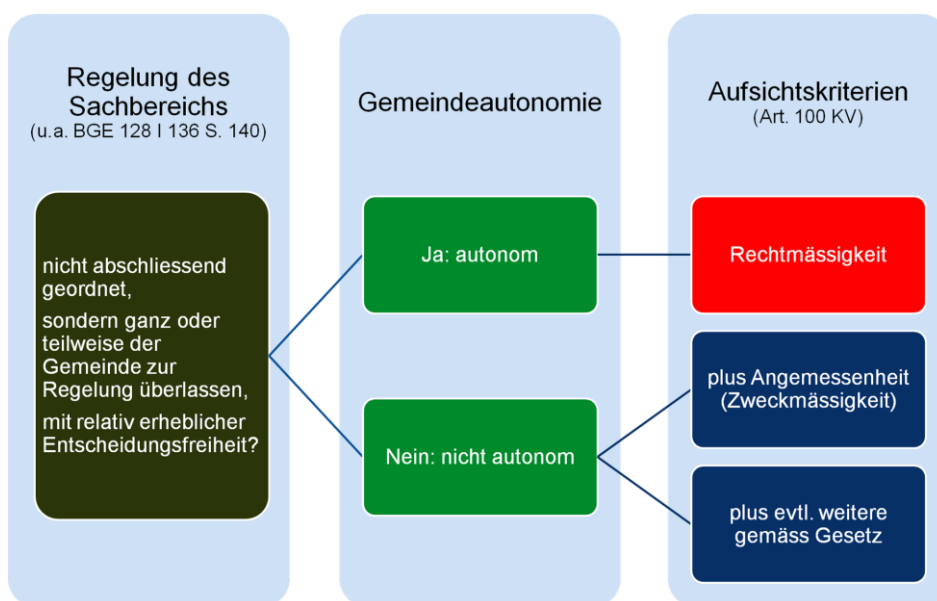 Regelung des
Sachbereichs
(u.a. BGE 128 I 136 S. 140)
nicht abschliessend
geordnet,
sondern ganz oder
teilweise der
Gemeinde zur
Regelung überlassen,
mit relativ erheblicher
Entscheidungsfreiheit?
Gemeindeautonomie
Ja: autonom
Nein: nicht autonom
Aufsichtskriterien
(Art. 100 KV)
Rechtmässigkeit
plus Angemessenheit
(Zweckmässigkeit)
plus evtl. weitere
gemäss Gesetz